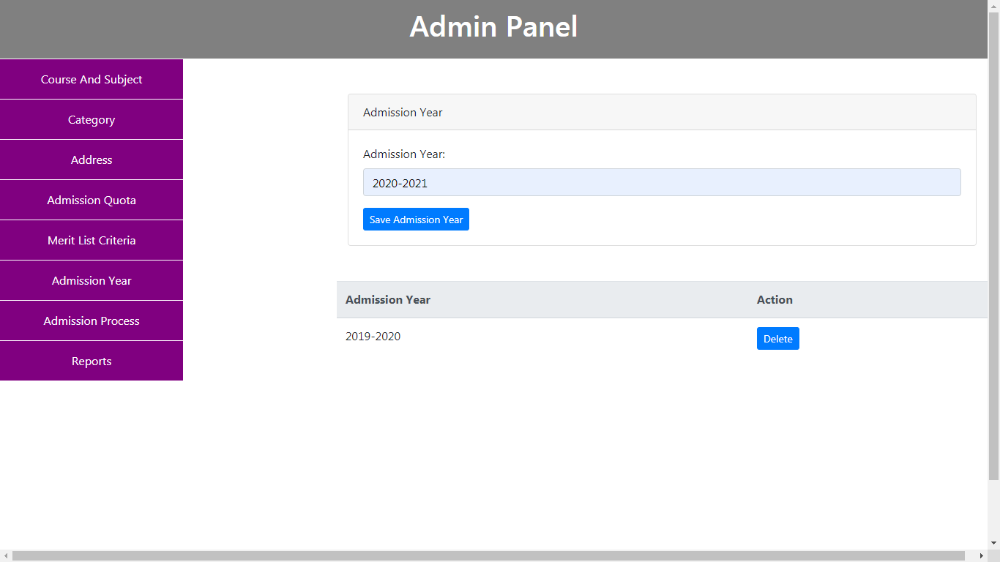 Admin Panel
Course And Subject
Category
Address
Admission Quota
Merit List Criteria
Admission Year
Admission Process
Reports
Admission Year
Admission Year:
2020-2021
Save Admission Year
Admission Year Action
2019-2020 Delete